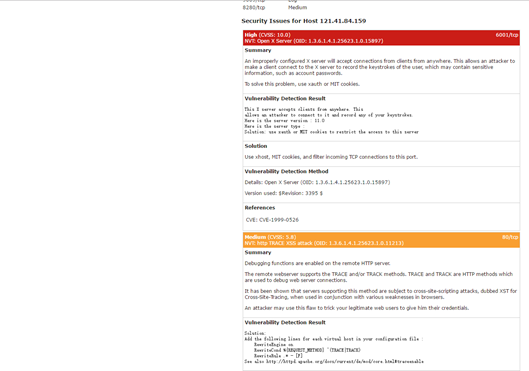 8280/tcp Medium
Security Issues for Host 121.41.84.159
High (CVSS: 10.0) 6001/tcp
NVT: Open X Server (OID: 1.3.6.1.4.1.25623.1.0.15897)
Summary
An improperly configured X server will accept connections from clients from anywhere. This allows an attacker to
make a client connect to the X server to record the keystrokes of the user, which may contain sensitive
information, such as account passwords.
To solve this problem, use xauth or MIT cookies.
Vulnerability Detection Result
This X server accepts clients from anywhere. This
allows an attacker to connect to it and record any of your keystrokes.
Here is the server version : 11.0
Here is the server type :
Solution: use xauth or MIT cookies to restrict the access to this server
Solution
Use xhost, MIT cookies, and filter incoming TCP connections to this port.
Vulnerability Detection Method
Details: Open X Server (OID: 1.3.6.1.4.1.25623.1.0.15897)
Version used: $Revision: 3395 $
References
CVE: CVE-1999-0526
Medium (CVSS: 5.8) 80/tcp
NVT: http TRACE XSS attack (OID: 1.3.6.1.4.1.25623.1.0.11213)
Summary
Debugging functions are enabled on the remote HTTP server.
The remote webserver supports the TRACE and/or TRACK methods. TRACE and TRACK are HTTP methods which
are used to debug web server connections.
It has been shown that servers supporting this method are subject to cross-site-scripting attacks, dubbed XST for
Cross-Site-Tracing, when used in conjunction with various weaknesses in browsers.
An attacker may use this flaw to trick your legitimate web users to give him their credentials.
Vulnerability Detection Result
Solution:
Add the following lines for each virtual host in your configuration file :
RewriteEngine on
RewriteCond %{REQUEST_METHOD} ^(TRACE|TRACK)
RewriteRule .* - [F]
See also http://httpd.apache.org/docs/current/de/mod/core.html#traceenable